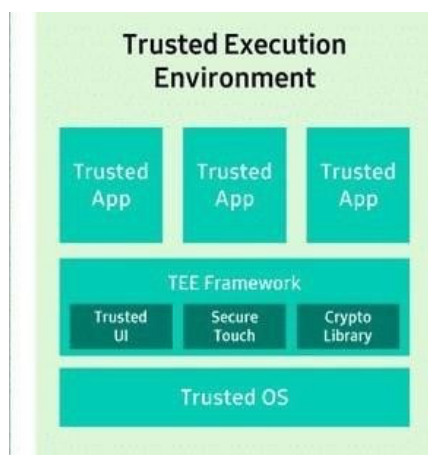 Trusted Execution
Environment
Trusted
App
Trusted
App
Trusted
App
TEE Framework
Trusted
UI
Secure
Touch
Crypto
Library
Trusted OS